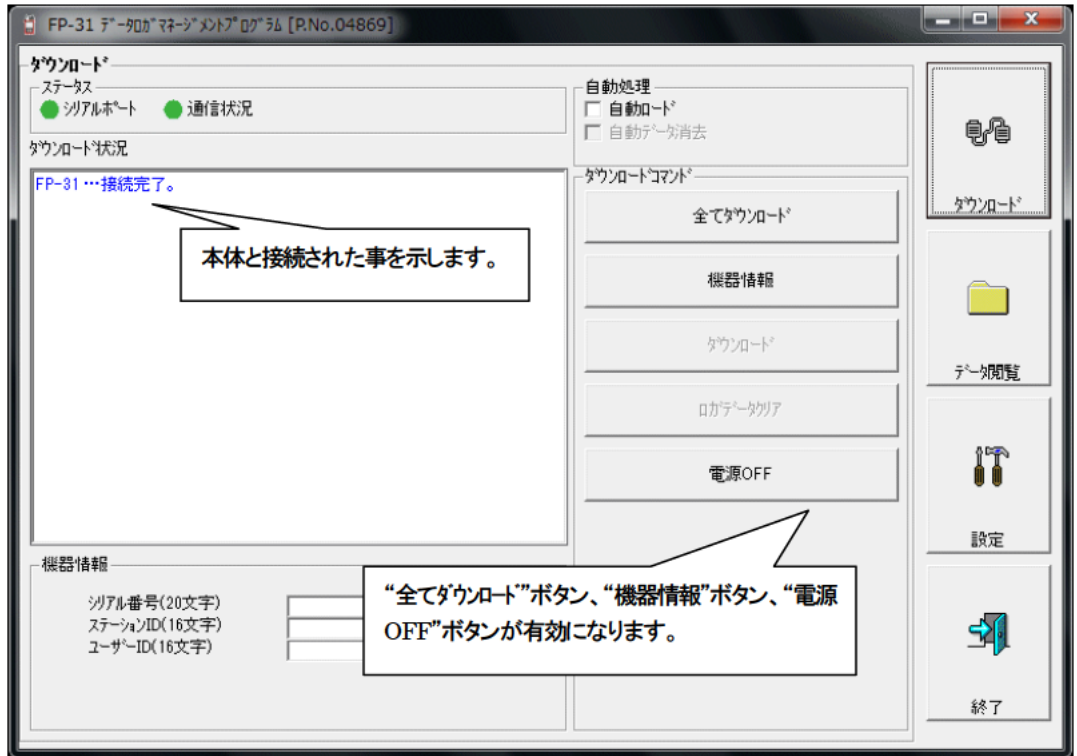 FP-31 ﾃﾞｰﾀﾛｶﾞﾏﾈｰｼﾞﾒﾝﾄﾌﾟﾛｸﾞﾗﾑ [P.No.04869]
ﾀﾞｳﾝﾛｰﾄﾞ
ｽﾃｰﾀｽ
ｼﾘｱﾙﾎﾟｰﾄ 通信状況
ﾀﾞｳﾝﾛｰﾄﾞ状況
FP-31 …接続完了。
本体と接続された事を示します。
機器情報
ｼﾘｱﾙ番号(20文字)
ｽﾃｰｼｮﾝID(16文字)
ﾕｰｻﾞｰID(16文字)
自動処理
自動ﾛｰﾄﾞ
自動ﾃﾞｰﾀ消去
ﾀﾞｳﾝﾛｰﾄﾞｺﾏﾝﾄﾞ
全てﾀﾞｳﾝﾛｰﾄﾞ
機器情報
ﾀﾞｳﾝﾛｰﾄﾞ
ﾛｶﾞﾃﾞｰﾀｸﾘｱ
電源OFF
“全てﾀﾞｳﾝﾛｰﾄﾞ”ボタン、“機器情報”ボタン、“電源
OFF”ボタンが有効になります。
ﾀﾞｳﾝﾛｰﾄﾞ
ﾃﾞｰﾀ閲覧
設定
終了